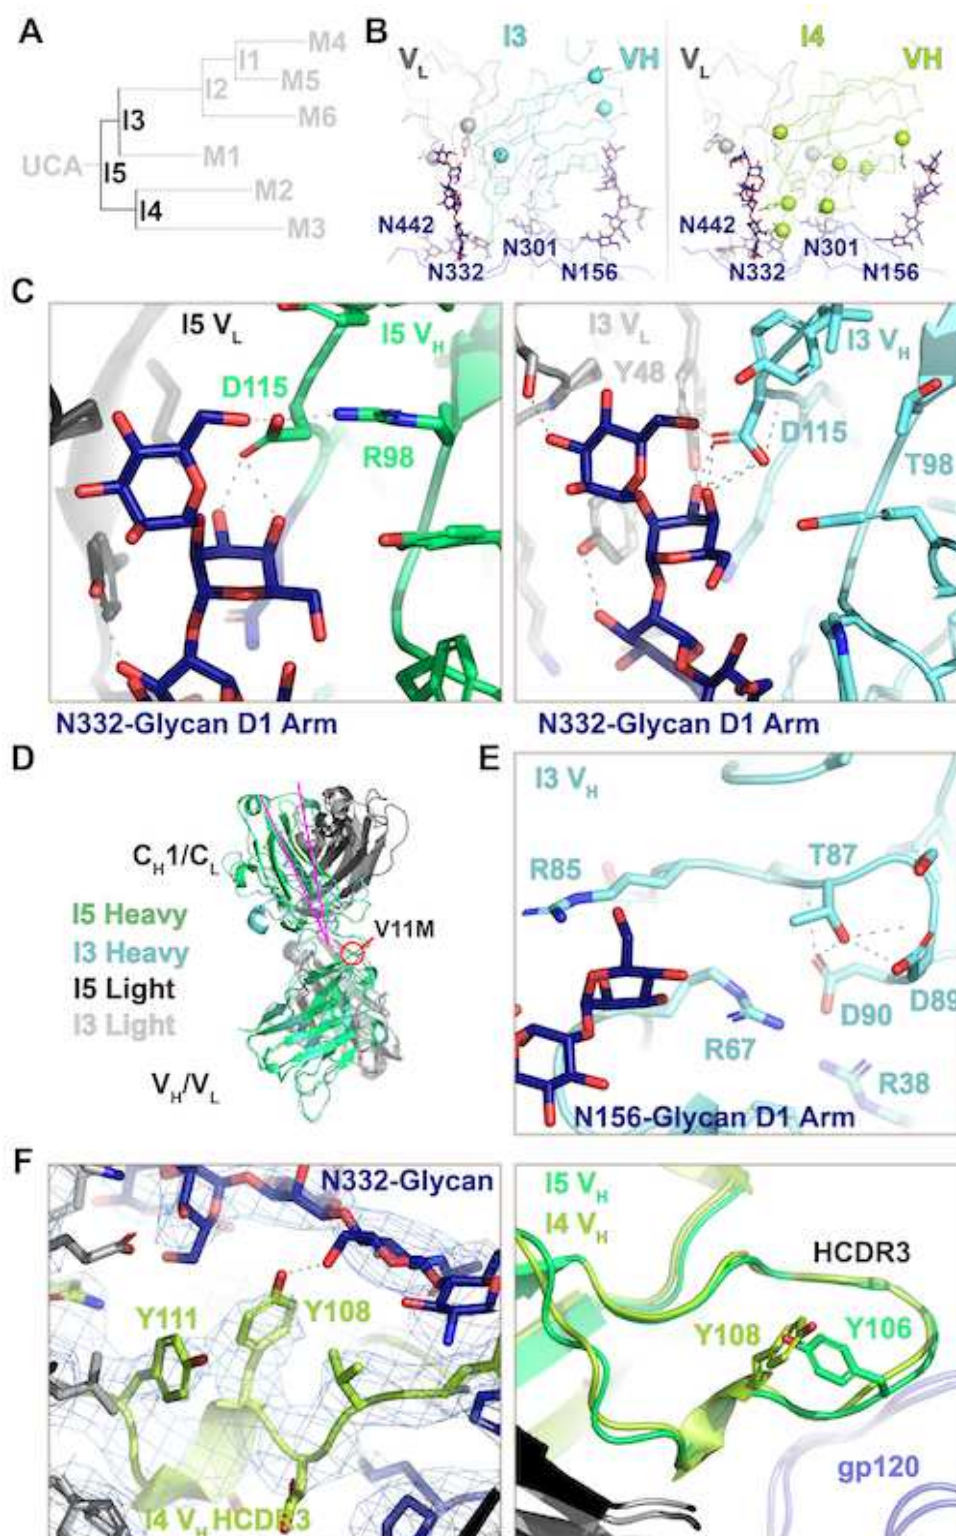 A
M4
I1
M5
I2
M6
I3
M1
UCA
I5
M2
I4
M3
B
I3
VL
VH
N442
N332
N301
N156
I4
VL
VH
N442
N332
N301
N156
C
I5 VL
I5 VH
D115
R98
N332-Glycan D1 Arm
I3 VL
I3 VH
Y48
D115
T98
N332-Glycan D1 Arm
D
CH1/CL
I5 Heavy
I3 Heavy
I5 Light
I3 Light
V11M
VH/VL
E
I3 VH
R85
T87
D90
D89
R67
R38
N156-Glycan D1 Arm
F
N332-Glycan
Y111
Y108
I4 VH HCDR3
I5 VH
I4 VH
HCDR3
Y108
Y106
gp120